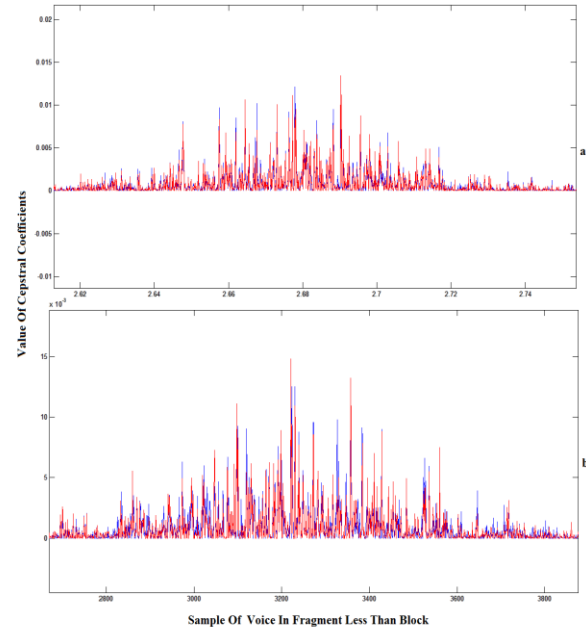 0.02
0.015
0.01
0.005
0
-0.005
-0.01
2.62 2.64 2.66 2.68 2.7 2.72 2.74
a
Value Of Cepstral Coefficients
15
10
5
0
2800 3000 3200 3400 3600 3800
Sample Of Voice In Fragment Less Than Block